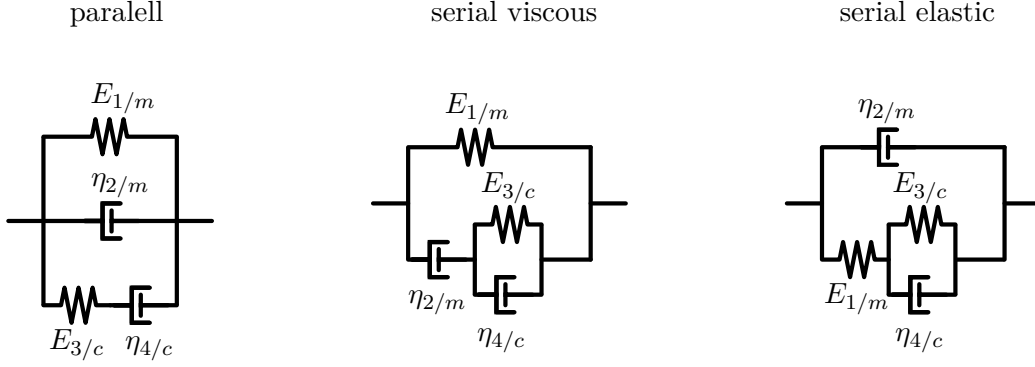 paralell
serial viscous
serial elastic
E1/m
η2/m
E3/c
η4/c
E1/m
E3/c
η2/m
η4/c
η2/m
E3/c
E1/m
η4/c